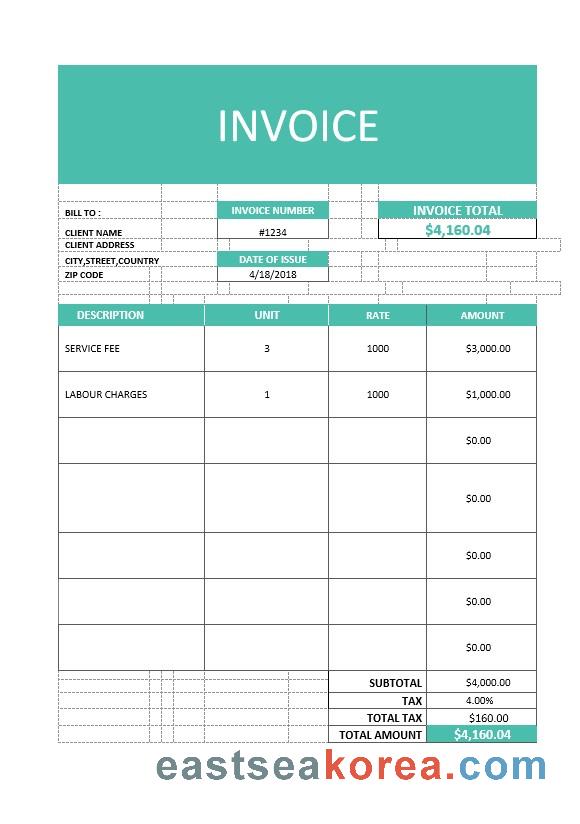 INVOICE
BILL TO : INVOICE NUMBER INVOICE TOTAL
CLIENT NAME #1234 $4,160.04
CLIENT ADDRESS
CITY,STREET,COUNTRY DATE OF ISSUE
ZIP CODE 4/18/2018
DESCRIPTION UNIT RATE AMOUNT
SERVICE FEE 3 1000 $3,000.00
LABOUR CHARGES 1 1000 $1,000.00
$0.00
$0.00
$0.00
$0.00
$0.00
SUBTOTAL $4,000.00
TAX 4.00%
TOTAL TAX $160.00
TOTAL AMOUNT $4,160.04
eastseakorea.com